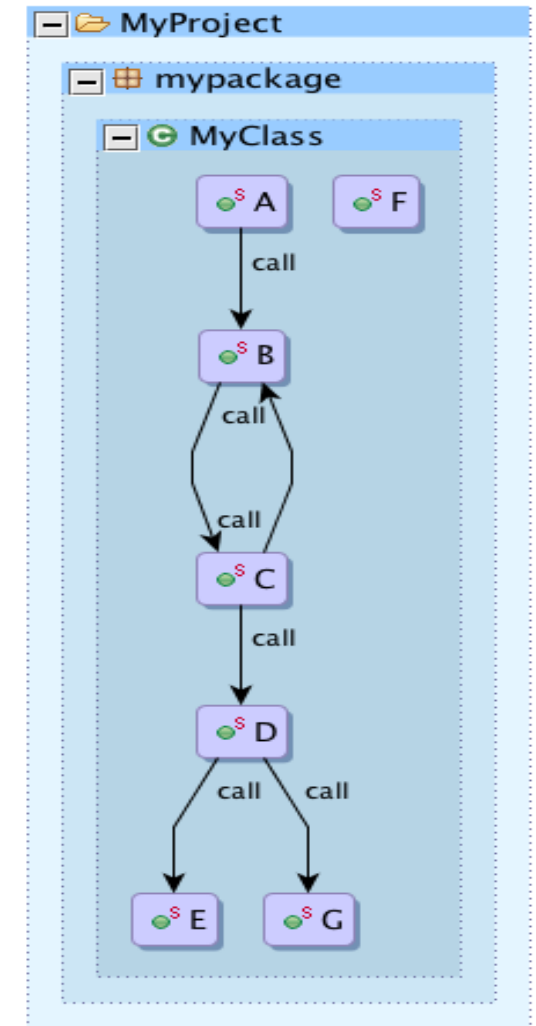 MyProject
mypackage
C MyClass
S A
S F
call
S B
call
call
S C
call
S D
call call
S E
S G